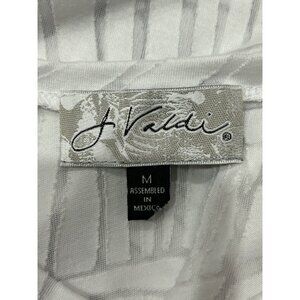 J Valdi®
M
ASSEMBLED
IN
MEXICO